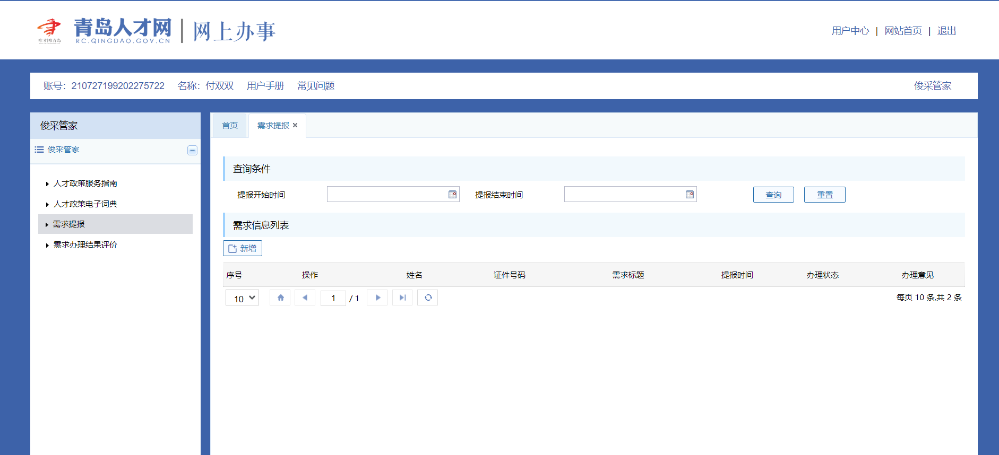 青岛人才网 | 网上办事
RC.QINGDAO.GOV.CN
用户中心 | 网站首页 | 退出
账号：210727199202275722 名称：付双双 用户手册 常见问题 俊采管家
俊采管家
俊采管家
人才政策服务指南
人才政策电子词典
需求提报
需求办理结果评价
首页 需求提报
查询条件
提报开始时间 提报结束时间 查询 重置
需求信息列表
新增
序号 操作 姓名 证件号码 需求标题 提报时间 办理状态 办理意见
10 1 / 1 每页 10 条,共 2 条